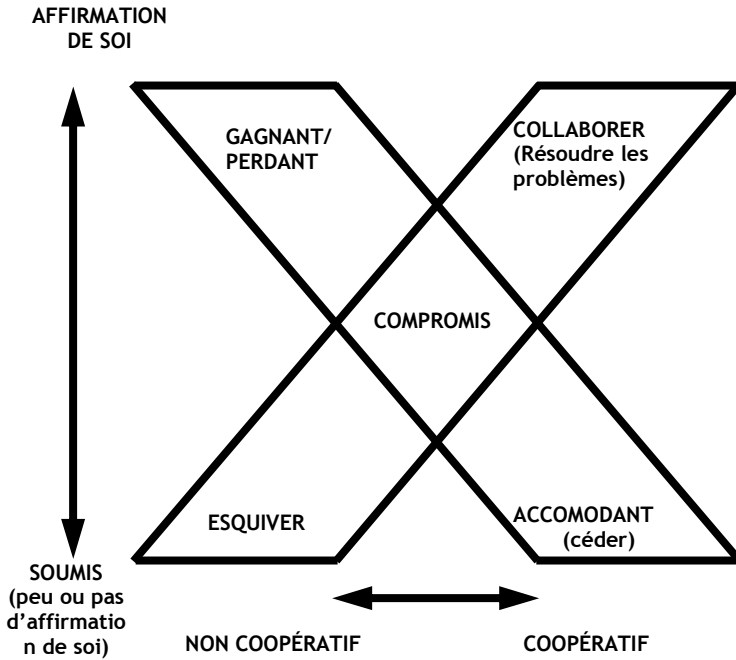 AFFIRMATION
DE SOI
GAGNANT/
PERDANT
COLLABORER
(Résoudre les
problèmes)
COMPROMIS
ESQUIVER
ACCOMODANT
(céder)
SOUMIS
(peu ou pas
d’affirmatio
n de soi)
NON COOPÉRATIF
COOPÉRATIF